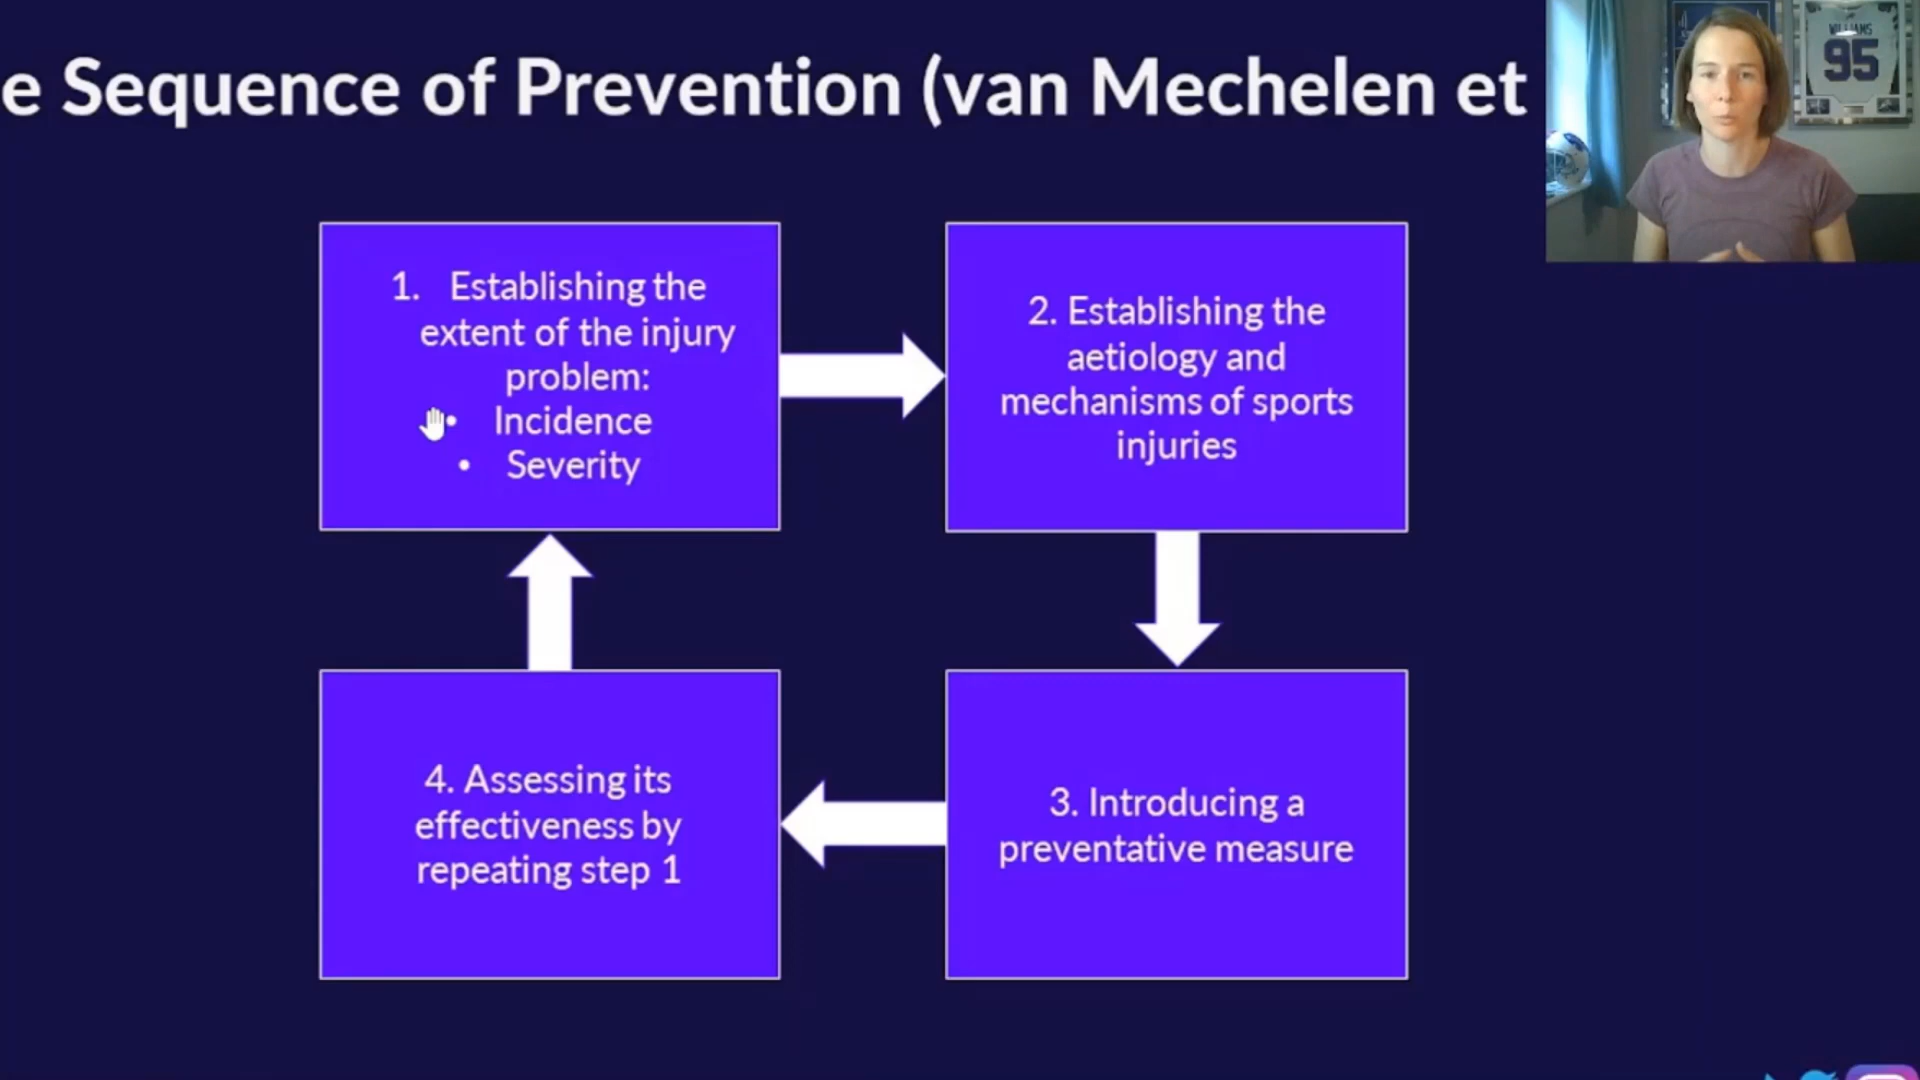 e Sequence of Prevention (van Mechelen et
WILLIAMS
95
1. Establishing the
extent of the injury
problem:
• Incidence
• Severity
2. Establishing the
aetiology and
mechanisms of sports
injuries
3. Introducing a
preventative measure
4. Assessing its
effectiveness by
repeating step 1